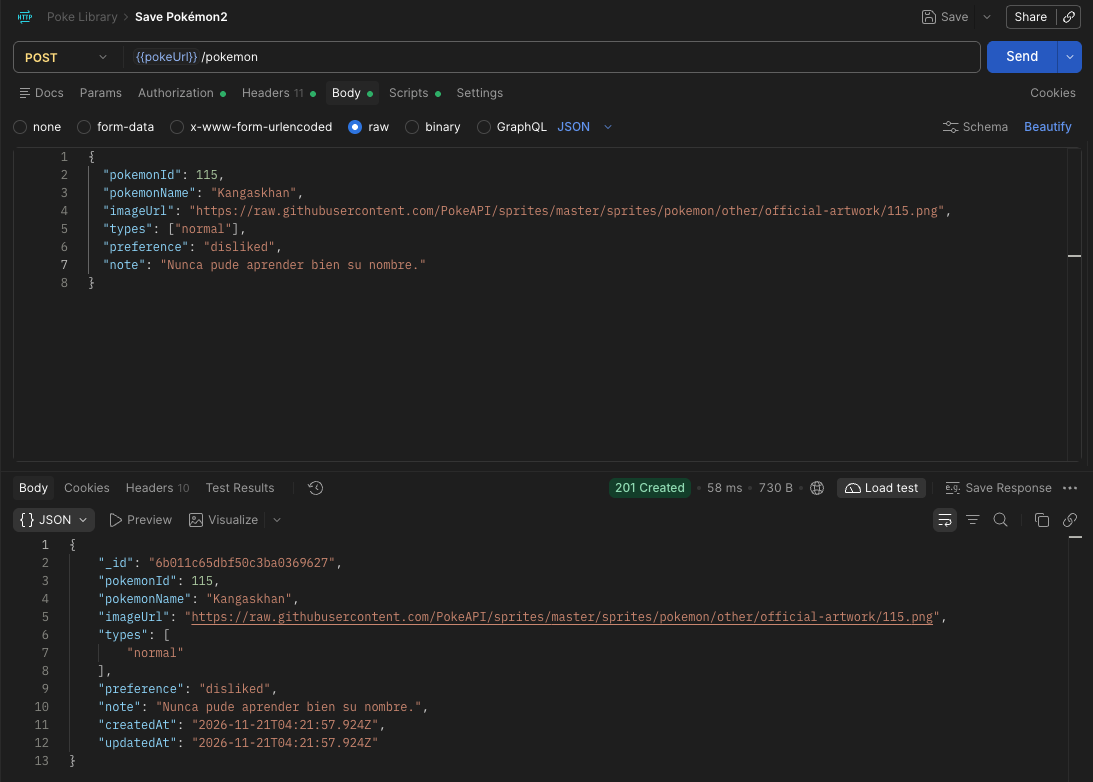 HTTP Poke Library > Save Pokémon2 Save Share
POST {{pokeUrl}} /pokemon Send
Docs Params Authorization Headers 11 Body Scripts Settings Cookies
none form-data x-www-form-urlencoded raw binary GraphQL JSON Schema Beautify
1 {
2 "pokemonId": 115,
3 "pokemonName": "Kangaskhan",
4 "imageUrl": "https://raw.githubusercontent.com/PokeAPI/sprites/master/sprites/pokemon/other/official-artwork/115.png",
5 "types": ["normal"],
6 "preference": "disliked",
7 "note": "Nunca pude aprender bien su nombre."
8 }
Body Cookies Headers 10 Test Results 201 Created • 58 ms • 730 B • Load test e.g. Save Response
{} JSON Preview Visualize
1 {
2 "_id": "6b011c65dbf50c3ba0369627",
3 "pokemonId": 115,
4 "pokemonName": "Kangaskhan",
5 "imageUrl": "https://raw.githubusercontent.com/PokeAPI/sprites/master/sprites/pokemon/other/official-artwork/115.png",
6 "types": [
7 "normal"
8 ],
9 "preference": "disliked",
10 "note": "Nunca pude aprender bien su nombre.",
11 "createdAt": "2026-11-21T04:21:57.924Z",
12 "updatedAt": "2026-11-21T04:21:57.924Z"
13 }